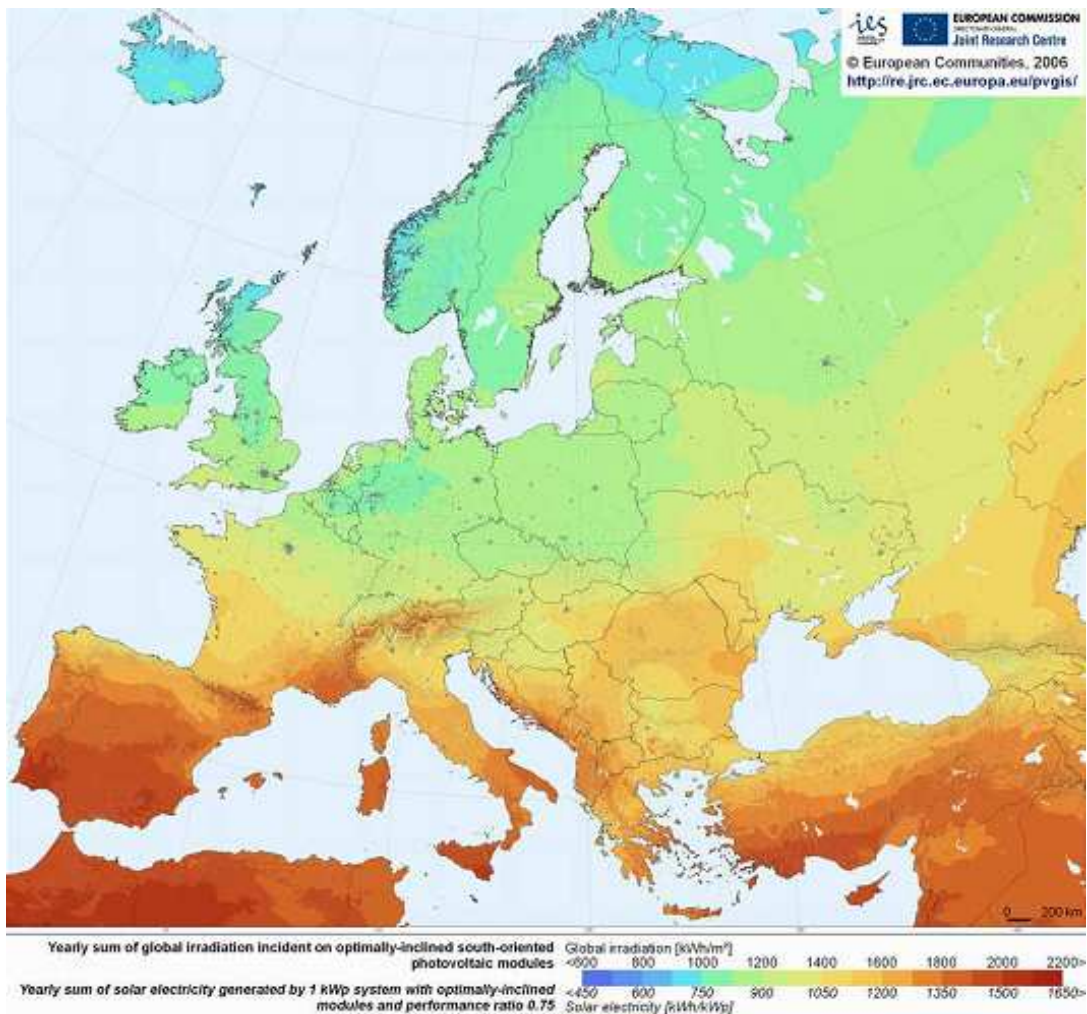 ies
EUROPEAN COMMISSION
DIRECTORATE-GENERAL
Joint Research Centre
© European Communities, 2006
http://re.jrc.ec.europa.eu/pvgis/
0 200 km
Yearly sum of global irradiation incident on optimally-inclined south-oriented
photovoltaic modules
Global irradiation [kWh/m²]
<600 800 1000 1200 1400 1600 1800 2000 2200>
Yearly sum of solar electricity generated by 1 kWp system with optimally-inclined
modules and performance ratio 0.75
<450 600 750 900 1050 1200 1350 1500 1650>
Solar electricity [kWh/kWp]